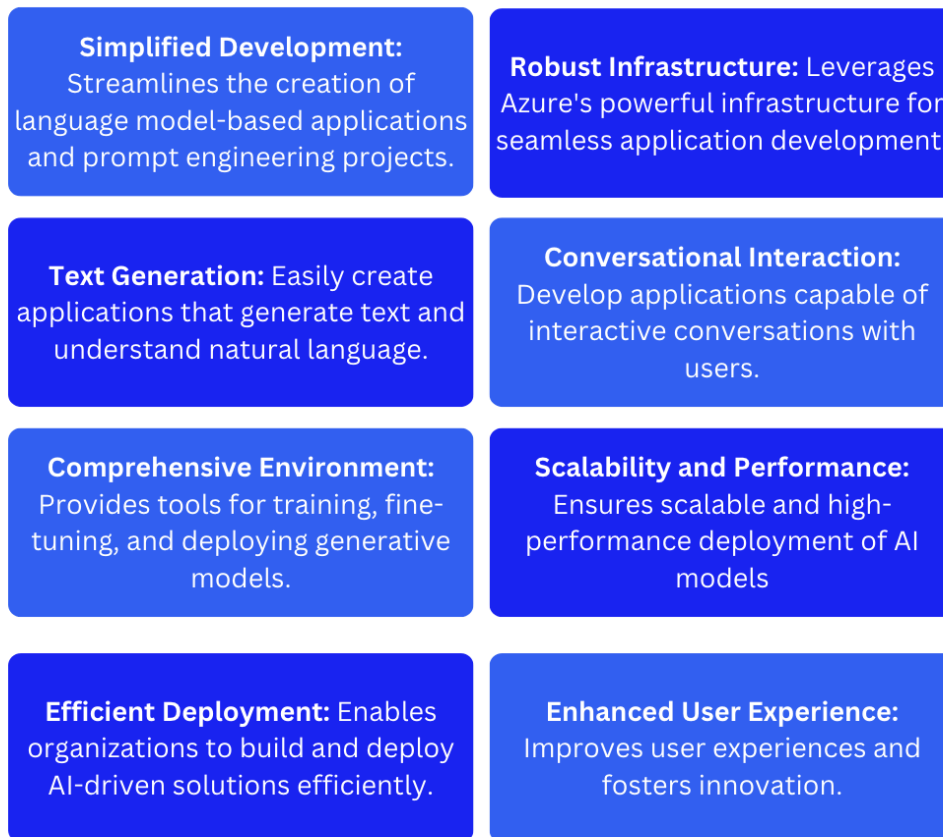 Simplified Development:
Streamlines the creation of
language model-based applications
and prompt engineering projects.
Robust Infrastructure: Leverages
Azure's powerful infrastructure for
seamless application development
Text Generation: Easily create
applications that generate text and
understand natural language.
Conversational Interaction:
Develop applications capable of
interactive conversations with
users.
Comprehensive Environment:
Provides tools for training, fine-
tuning, and deploying generative
models.
Scalability and Performance:
Ensures scalable and high-
performance deployment of AI
models
Efficient Deployment: Enables
organizations to build and deploy
AI-driven solutions efficiently.
Enhanced User Experience:
Improves user experiences and
fosters innovation.